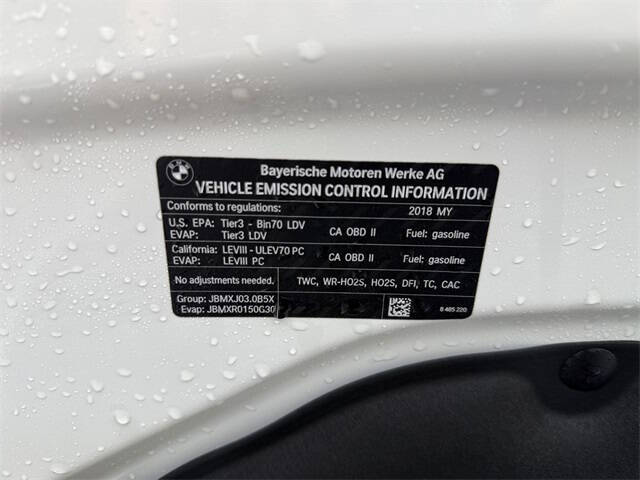 Bayerische Motoren Werke AG
VEHICLE EMISSION CONTROL INFORMATION
Conforms to regulations: 2018 MY
U.S. EPA: Tier3 - Bin70 LDV CA OBD II Fuel: gasoline
EVAP: Tier3 LDV
California: LEVIII - ULEV70 PC CA OBD II Fuel: gasoline
EVAP: LEVIII PC
No adjustments needed. TWC, WR-HO2S, HO2S, DFI, TC, CAC
Group: JBMXJ03.0B5X
Evap: JBMXR0150G30 8 485 220